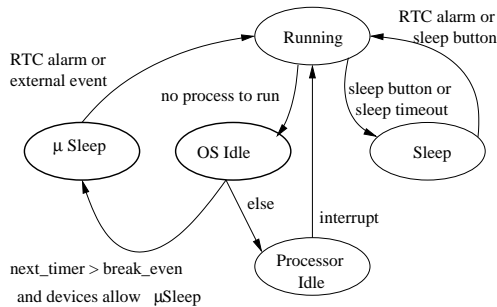 RTC alarm or
sleep button
Running
RTC alarm or
external event
no process to run
sleep button or
sleep timeout
μ Sleep
OS Idle
Sleep
else
interrupt
Processor
Idle
next_timer > break_even
and devices allow μSleep